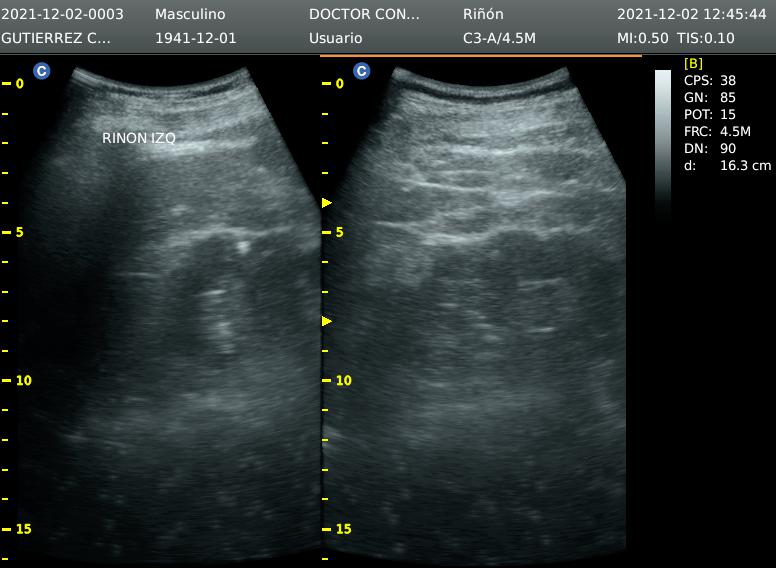 2021-12-02-0003 Masculino DOCTOR CON... Riñón 2021-12-02 12:45:44
GUTIERREZ C... 1941-12-01 Usuario C3-A/4.5M MI:0.50 TIS:0.10
C C [B]
0 0 CPS: 38
GN: 85
POT: 15
FRC: 4.5M
RINON IZQ DN: 90
d: 16.3 cm
5 5
10 10
15 15